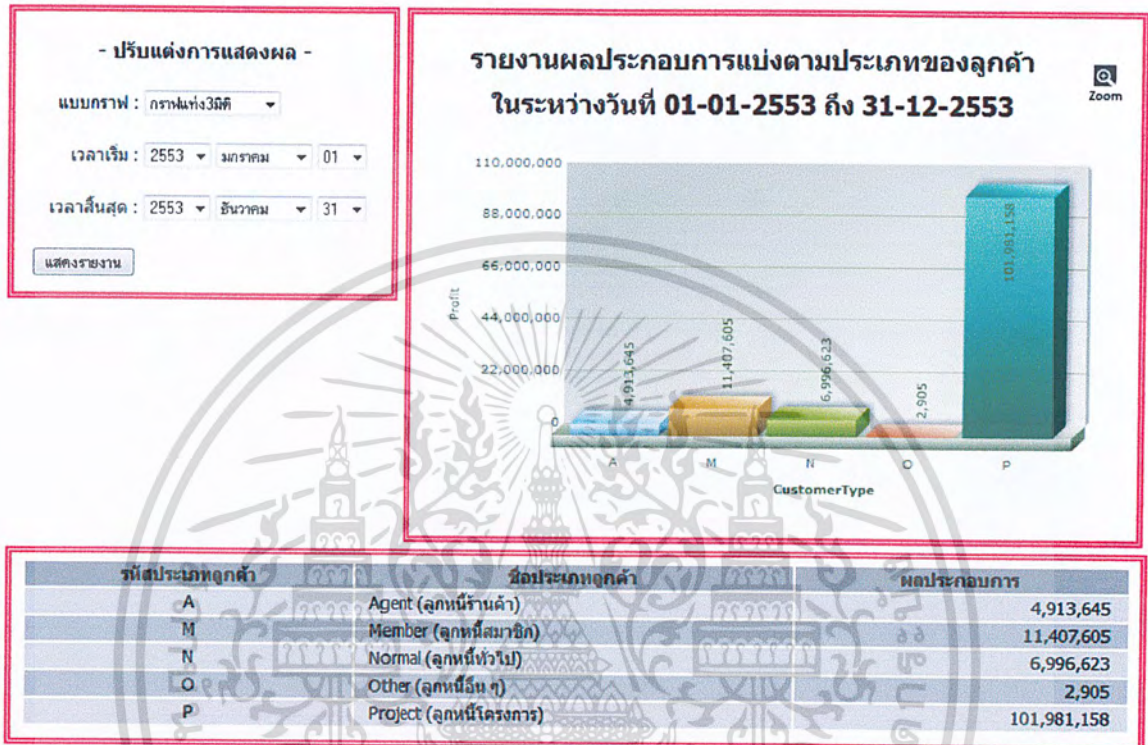 - ปรับแต่งการแสดงผล -
แบบกราฟ : กราฟแท่ง3มิติ
เวลาเริ่ม : 2553 มกราคม 01
เวลาสิ้นสุด : 2553 ธันวาคม 31
แสดงรายงาน
รายงานผลประกอบการแบ่งตามประเภทของลูกค้า
ในระหว่างวันที่ 01-01-2553 ถึง 31-12-2553
Zoom
110,000,000
88,000,000
66,000,000
44,000,000
22,000,000
0
Profit
4,913,645
11,407,605
6,996,623
2,905
101,981,158
A M N O P
CustomerType
รหัสประเภทลูกค้า ชื่อประเภทลูกค้า ผลประกอบการ
A Agent (ลูกหนี้ร้านค้า) 4,913,645
M Member (ลูกหนี้สมาชิก) 11,407,605
N Normal (ลูกหนี้ทั่วไป) 6,996,623
O Other (ลูกหนี้อื่น ๆ) 2,905
P Project (ลูกหนี้โครงการ) 101,981,158